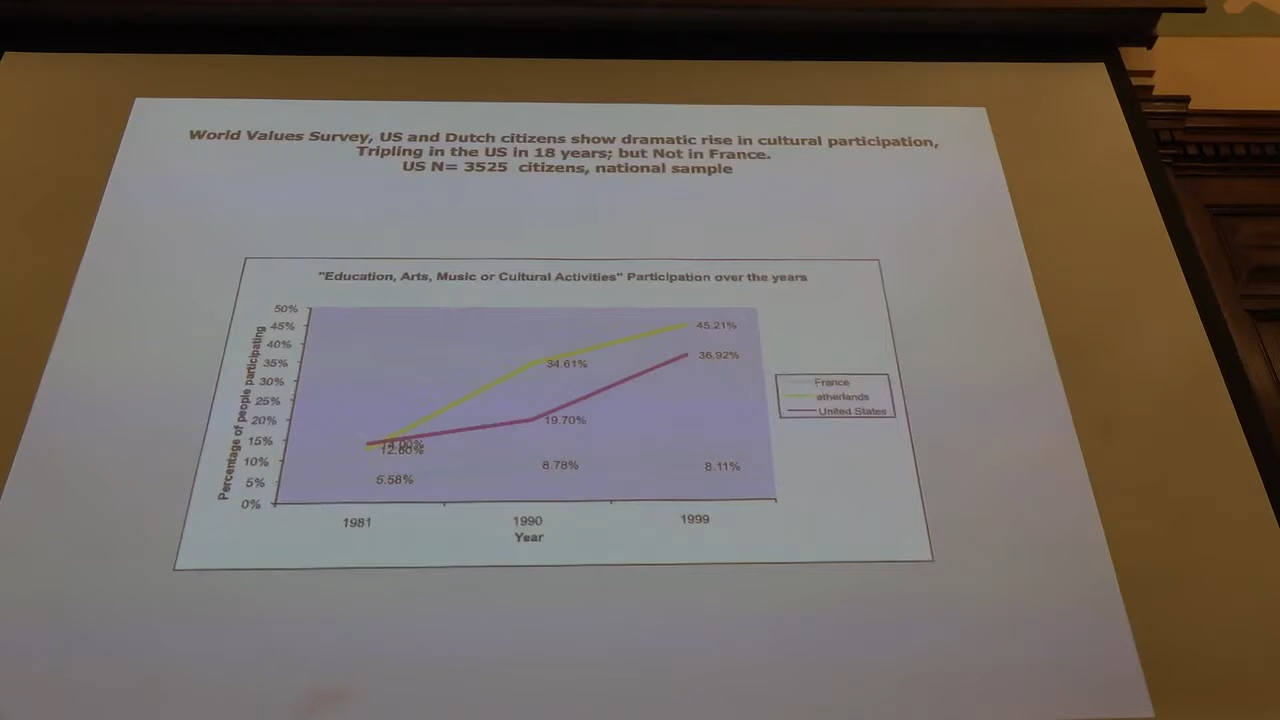 World Values Survey, US and Dutch citizens show dramatic rise in cultural participation,
Tripling in the US in 18 years; but Not in France.
US N= 3525 citizens, national sample
"Education, Arts, Music or Cultural Activities" Participation over the years
Percentage of people participating
50%
45%
40%
35%
30%
25%
20%
15%
10%
5%
0%
45.21%
36.92%
34.61%
19.70%
12.60%
5.58%
8.78%
8.11%
1981
1990
1999
Year
France
etherlands
United States